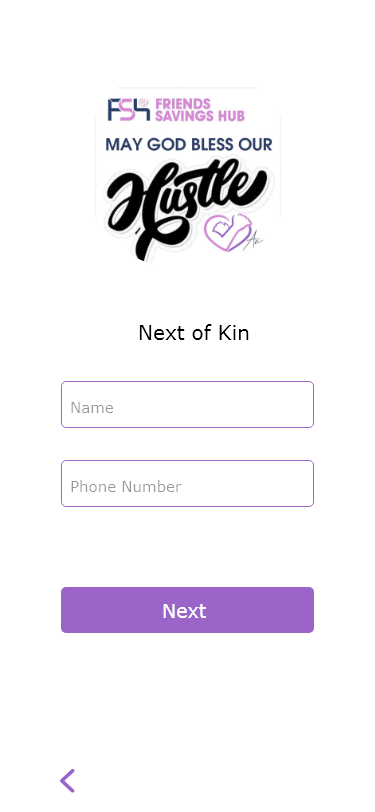 FSH FRIENDS
SAVINGS HUB
MAY GOD BLESS OUR
Hustle
Next of Kin
Name
Phone Number
Next